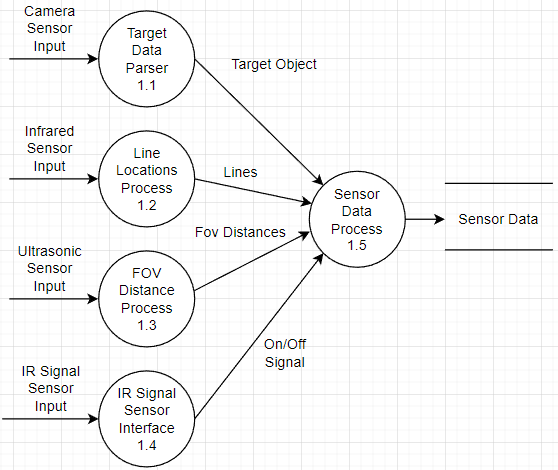 Camera
Sensor
Input
Target
Data
Parser
1.1
Target Object
Infrared
Sensor
Input
Line
Locations
Process
1.2
Lines
Sensor
Data
Process
1.5
Sensor Data
Fov Distances
Ultrasonic
Sensor
Input
FOV
Distance
Process
1.3
On/Off
Signal
IR Signal
Sensor
Input
IR Signal
Sensor
Interface
1.4